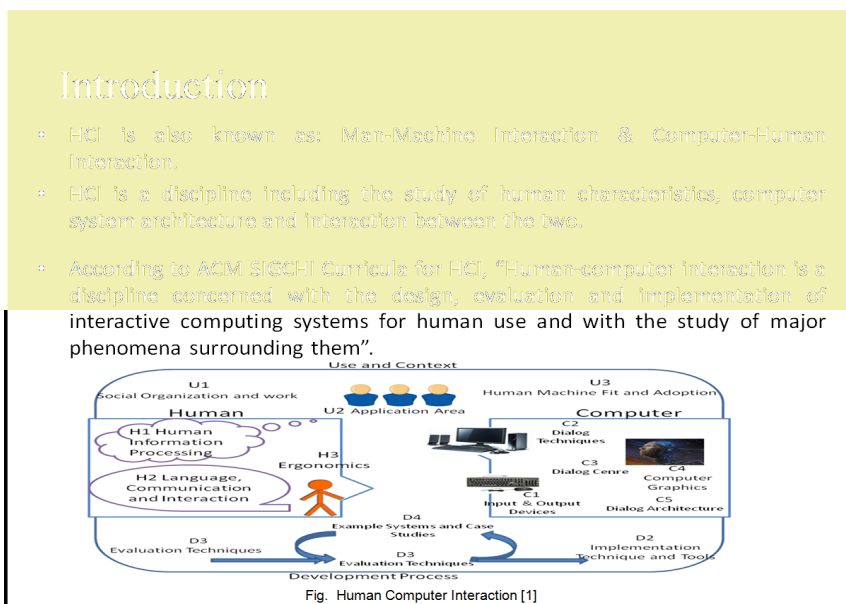 Introduction
• HCI is also known as: Man-Machine Interaction & Computer-Human
Interaction.
• HCI is a discipline including the study of human characteristics, computer
system architecture and interaction between the two.
• According to ACM SIGCHI Curricula for HCI, “Human-computer interaction is a
discipline concerned with the design, evaluation and implementation of
interactive computing systems for human use and with the study of major
phenomena surrounding them”.
Use and Context
U1
Social Organization and work
U2 Application Area
U3
Human Machine Fit and Adoption
Human
Computer
H1 Human
Information
Processing
H2 Language,
Communication
and Interaction
H3
Ergonomics
C2
Dialog
Techniques
C3
Dialog Genre
C4
Computer
Graphics
C1
Input & Output
Devices
C5
Dialog Architecture
D4
Example Systems and Case
Studies
D3
Evaluation Techniques
D3
Evaluation Techniques
D2
Implementation
Technique and Tools
Development Process
Fig. Human Computer Interaction [1]